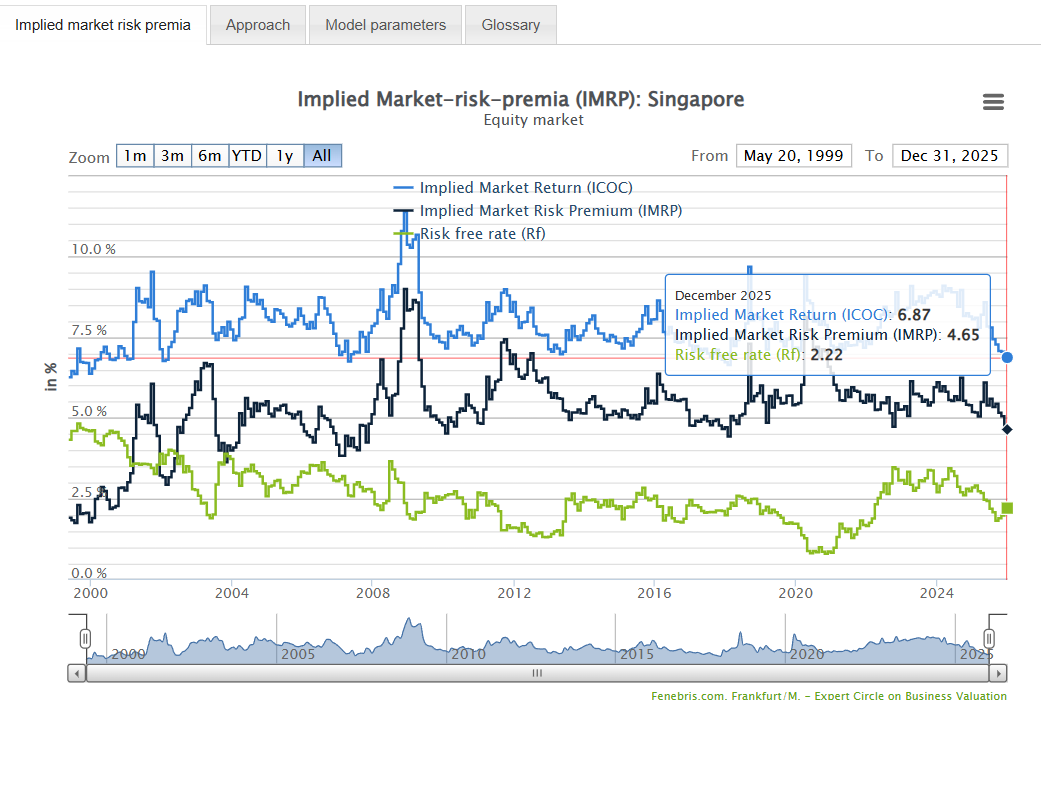 Implied market risk premia
Approach
Model parameters
Glossary
Implied Market-risk-premia (IMRP): Singapore
Equity market
Zoom 1m 3m 6m YTD 1y All
From May 20, 1999 To Dec 31, 2025
Implied Market Return (ICOC)
Implied Market Risk Premium (IMRP)
Risk free rate (Rf)
10.0 %
7.5 %
5.0 %
2.5 %
0.0 %
in %
December 2025
Implied Market Return (ICOC): 6.87
Implied Market Risk Premium (IMRP): 4.65
Risk free rate (Rf): 2.22
2000 2004 2008 2012 2016 2020 2024
2000 2005 2010 2015 2020 2025
Fenebris.com, Frankfurt/M. - Expert Circle on Business Valuation